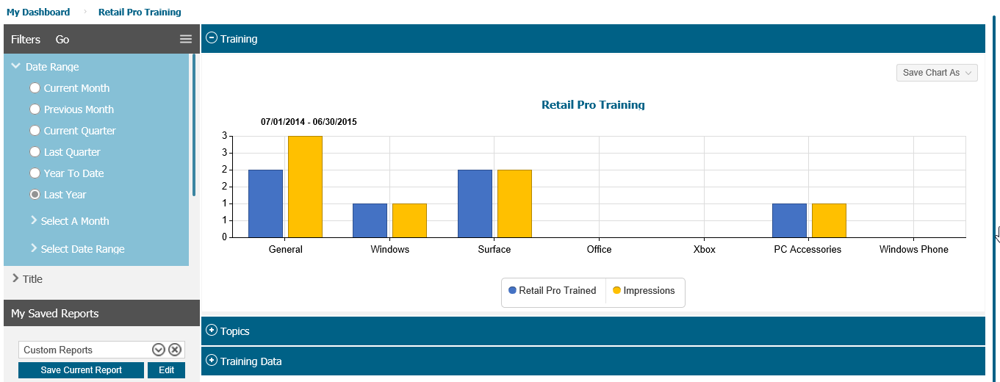 My Dashboard › Retail Pro Training
Filters Go
Date Range
Current Month
Previous Month
Current Quarter
Last Quarter
Year To Date
Last Year
Select A Month
Select Date Range
Title
My Saved Reports
Custom Reports
Save Current Report Edit
Training
Save Chart As
Retail Pro Training
07/01/2014 - 06/30/2015
3
3
2
2
1
1
0
General Windows Surface Office Xbox PC Accessories Windows Phone
Retail Pro Trained Impressions
Topics
Training Data